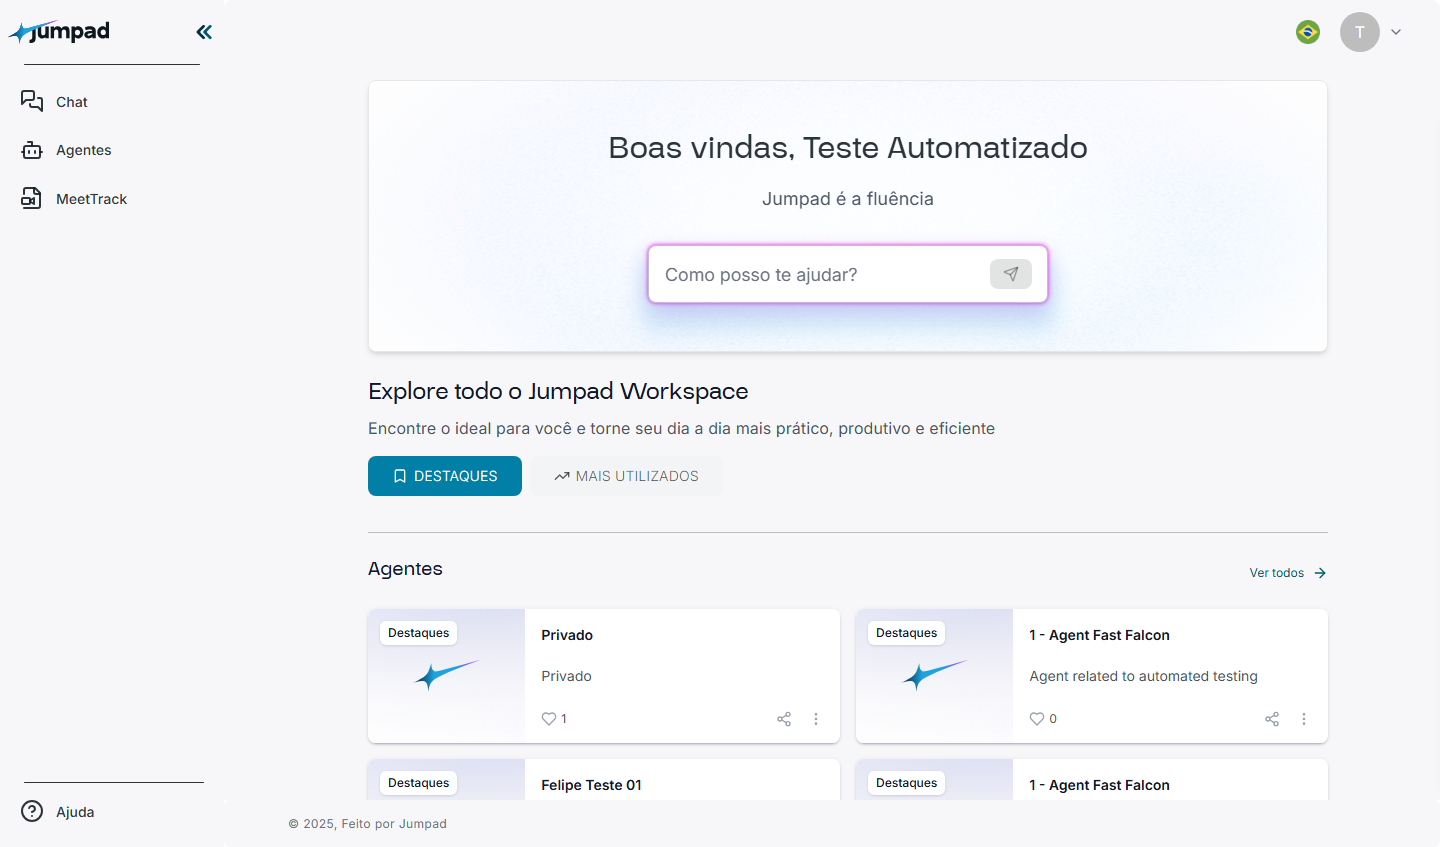 jumpad
Chat
Agentes
MeetTrack
T
Boas vindas, Teste Automatizado
Jumpad é a fluência
Como posso te ajudar?
Explore todo o Jumpad Workspace
Encontre o ideal para você e torne seu dia a dia mais prático, produtivo e eficiente
DESTAQUES
MAIS UTILIZADOS
Agentes
Ver todos
Destaques
Privado
Privado
1
Destaques
1 - Agent Fast Falcon
Agent related to automated testing
0
Destaques
Felipe Teste 01
Destaques
1 - Agent Fast Falcon
Ajuda
© 2025, Feito por Jumpad